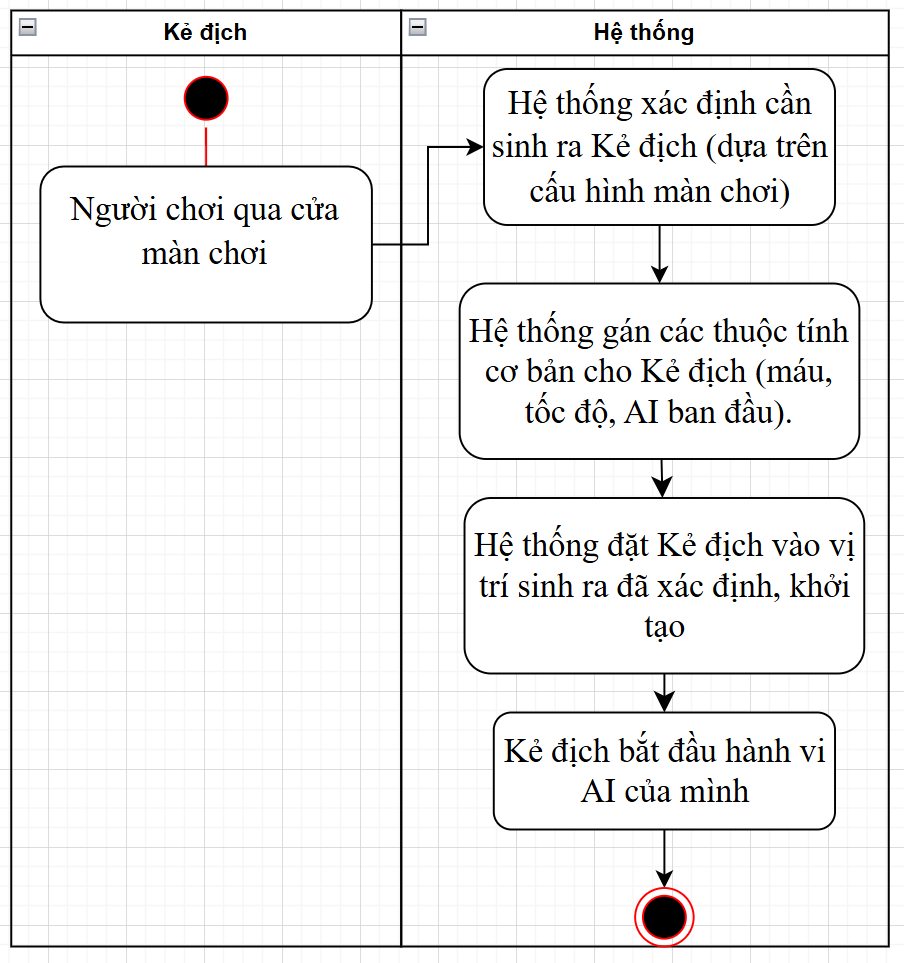 Kẻ địch
Hệ thống
Người chơi qua cửa
màn chơi
Hệ thống xác định cần
sinh ra Kẻ địch (dựa trên
cấu hình màn chơi)
Hệ thống gán các thuộc tính
cơ bản cho Kẻ địch (máu,
tốc độ, AI ban đầu).
Hệ thống đặt Kẻ địch vào vị
trí sinh ra đã xác định, khởi
tạo
Kẻ địch bắt đầu hành vi
AI của mình